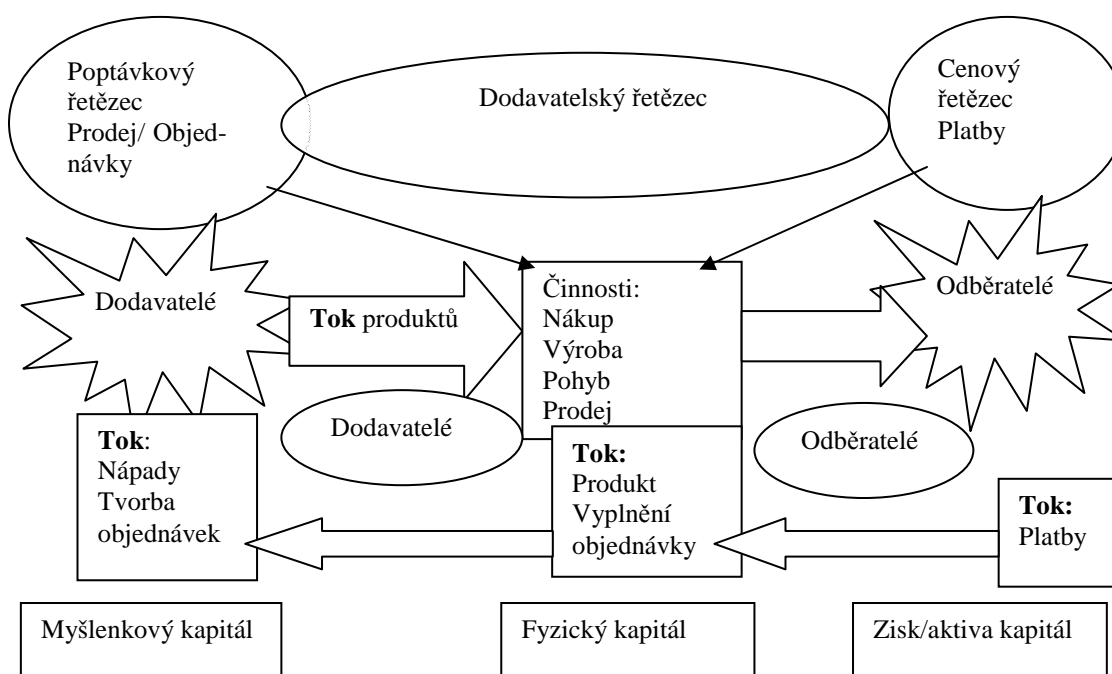 Poptávkový
řetězec
Prodej/ Objed-
návky
Dodavatelský řetězec
Cenový
řetězec
Platby
Dodavatelé
Tok produktů
Činnosti:
Nákup
Výroba
Pohyb
Prodej
Odběratelé
Dodavatelé
Odběratelé
Tok:
Nápady
Tvorba
objednávek
Tok:
Produkt
Vyplnění
objednávky
Tok:
Platby
Myšlenkový kapitál
Fyzický kapitál
Zisk/aktiva kapitál